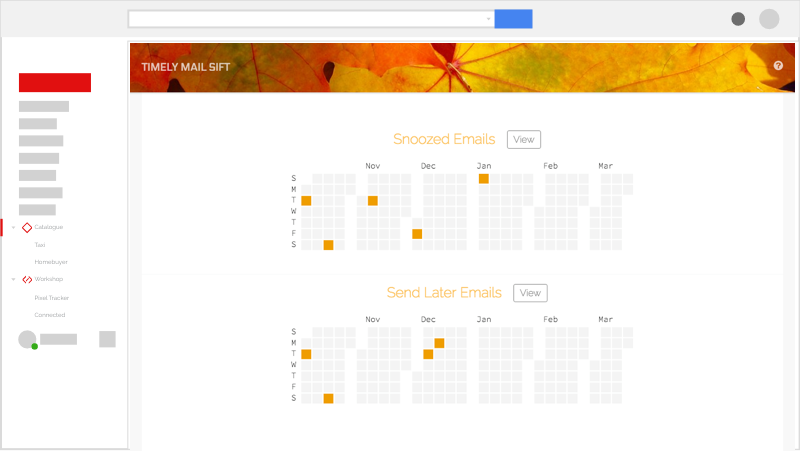 TIMELY MAIL SIFT
?
Catalogue
Taxi
Homebuyer
Workshop
Pixel Tracker
Connected
Snoozed Emails View
Nov Dec Jan Feb Mar
S
M
T
W
T
F
S
Send Later Emails View
Nov Dec Jan Feb Mar
S
M
T
W
T
F
S